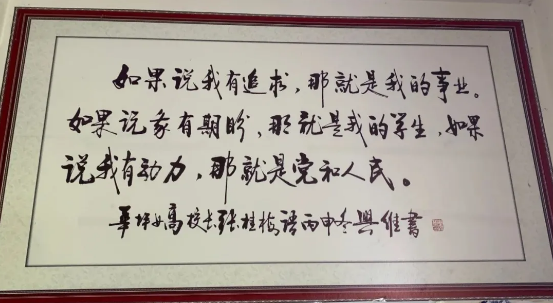 如果说我有追求，那就是我的事业。
如果说我有期盼，那就是我的学生，如果
说我有动力，那就是党和人民。
华坪女高校长张桂梅语丙申冬兴維書